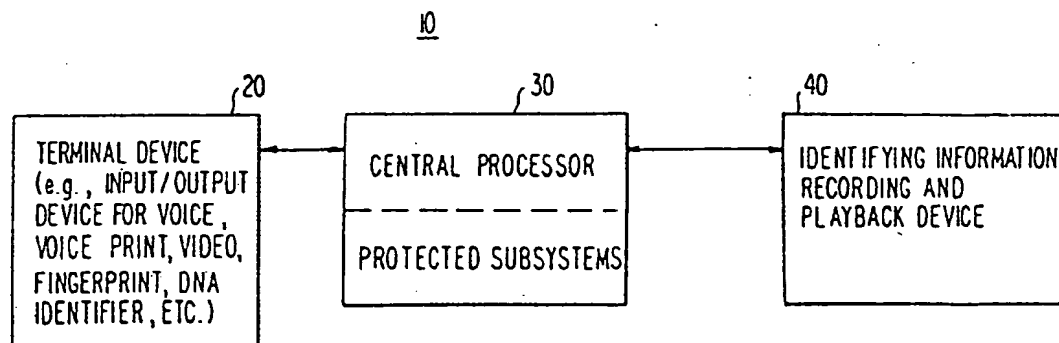 10
20
30
40
TERMINAL DEVICE
(e.g., INPUT/OUTPUT
DEVICE FOR VOICE,
VOICE PRINT, VIDEO,
FINGERPRINT, DNA
IDENTIFIER, ETC.)
CENTRAL PROCESSOR
PROTECTED SUBSYSTEMS
IDENTIFYING INFORMATION
RECORDING AND
PLAYBACK DEVICE